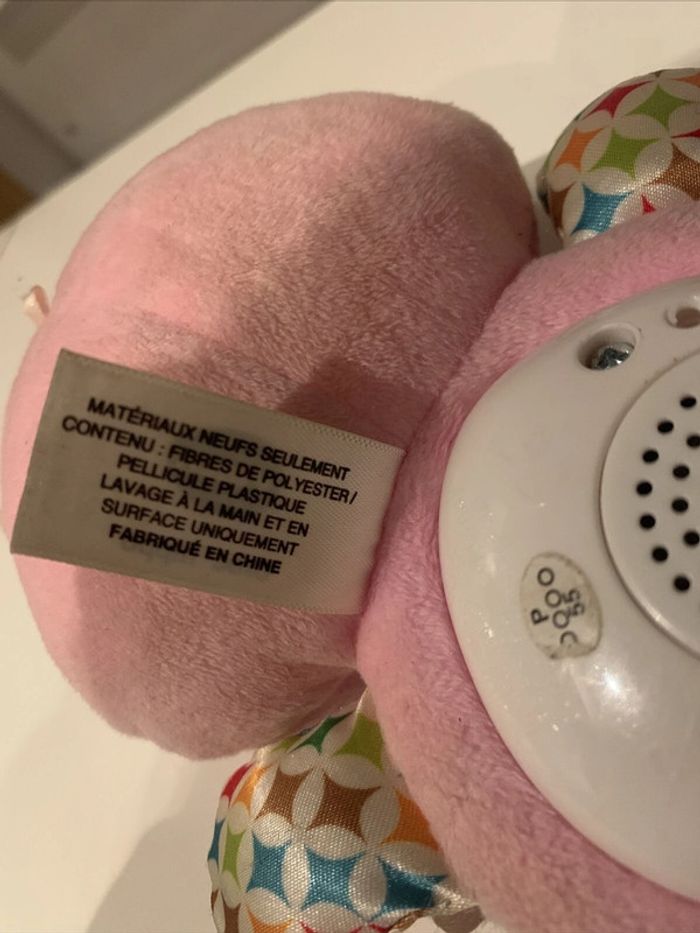 MATÉRIAUX NEUFS SEULEMENT
CONTENU : FIBRES DE POLYESTER/
PELLICULE PLASTIQUE
LAVAGE À LA MAIN ET EN
SURFACE UNIQUEMENT
FABRIQUÉ EN CHINE